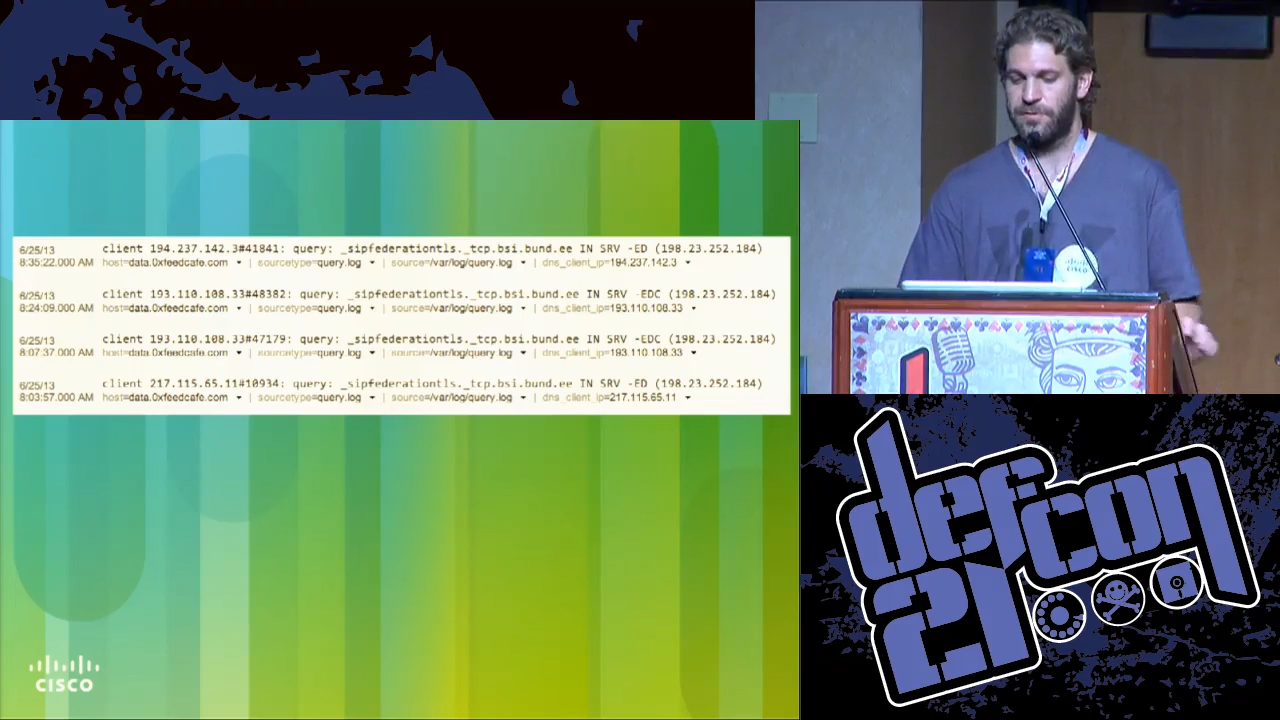 6/25/13 client 194.237.142.3#41841: query: _sipfederationtls._tcp.bsi.bund.ee IN SRV -ED (198.23.252.184)
8:35:22.000 AM host=data.0xfeedcafe.com | sourcetype=query.log | source=/var/log/query.log | dns_client_ip=194.237.142.3
6/25/13 client 193.110.108.33#48382: query: _sipfederationtls._tcp.bsi.bund.ee IN SRV -EDC (198.23.252.184)
8:24:09.000 AM host=data.0xfeedcafe.com | sourcetype=query.log | source=/var/log/query.log | dns_client_ip=193.110.108.33
6/25/13 client 193.110.108.33#47179: query: _sipfederationtls._tcp.bsi.bund.ee IN SRV -EDC (198.23.252.184)
8:07:37.000 AM host=data.0xfeedcafe.com | sourcetype=query.log | source=/var/log/query.log | dns_client_ip=193.110.108.33
6/25/13 client 217.115.65.11#10934: query: _sipfederationtls._tcp.bsi.bund.ee IN SRV -ED (198.23.252.184)
8:03:57.000 AM host=data.0xfeedcafe.com | sourcetype=query.log | source=/var/log/query.log | dns_client_ip=217.115.65.11
CISCO
CISCO
defcon
21